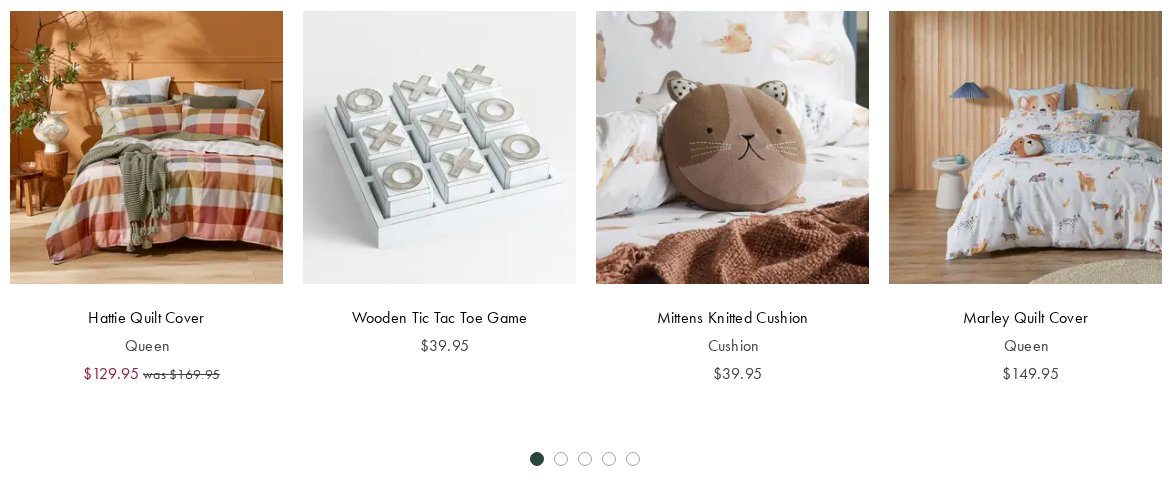 Hattie Quilt Cover
Queen
$129.95 was $169.95
Wooden Tic Tac Toe Game
$39.95
Mittens Knitted Cushion
Cushion
$39.95
Marley Quilt Cover
Queen
$149.95